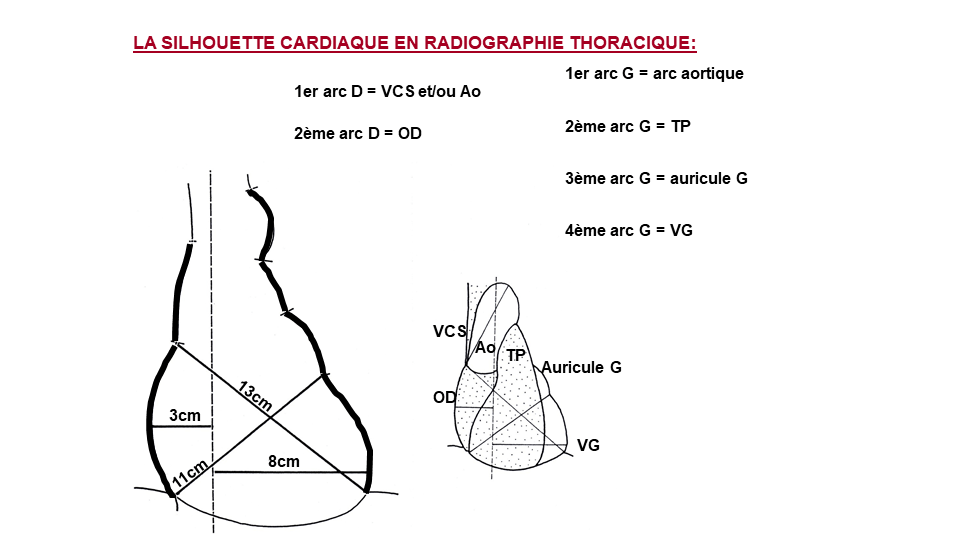 LA SILHOUETTE CARDIAQUE EN RADIOGRAPHIE THORACIQUE:
1er arc D = VCS et/ou Ao
2ème arc D = OD
1er arc G = arc aortique
2ème arc G = TP
3ème arc G = auricule G
4ème arc G = VG
13cm
3cm
11cm
8cm
VCS
Ao
TP
Auricule G
OD
VG